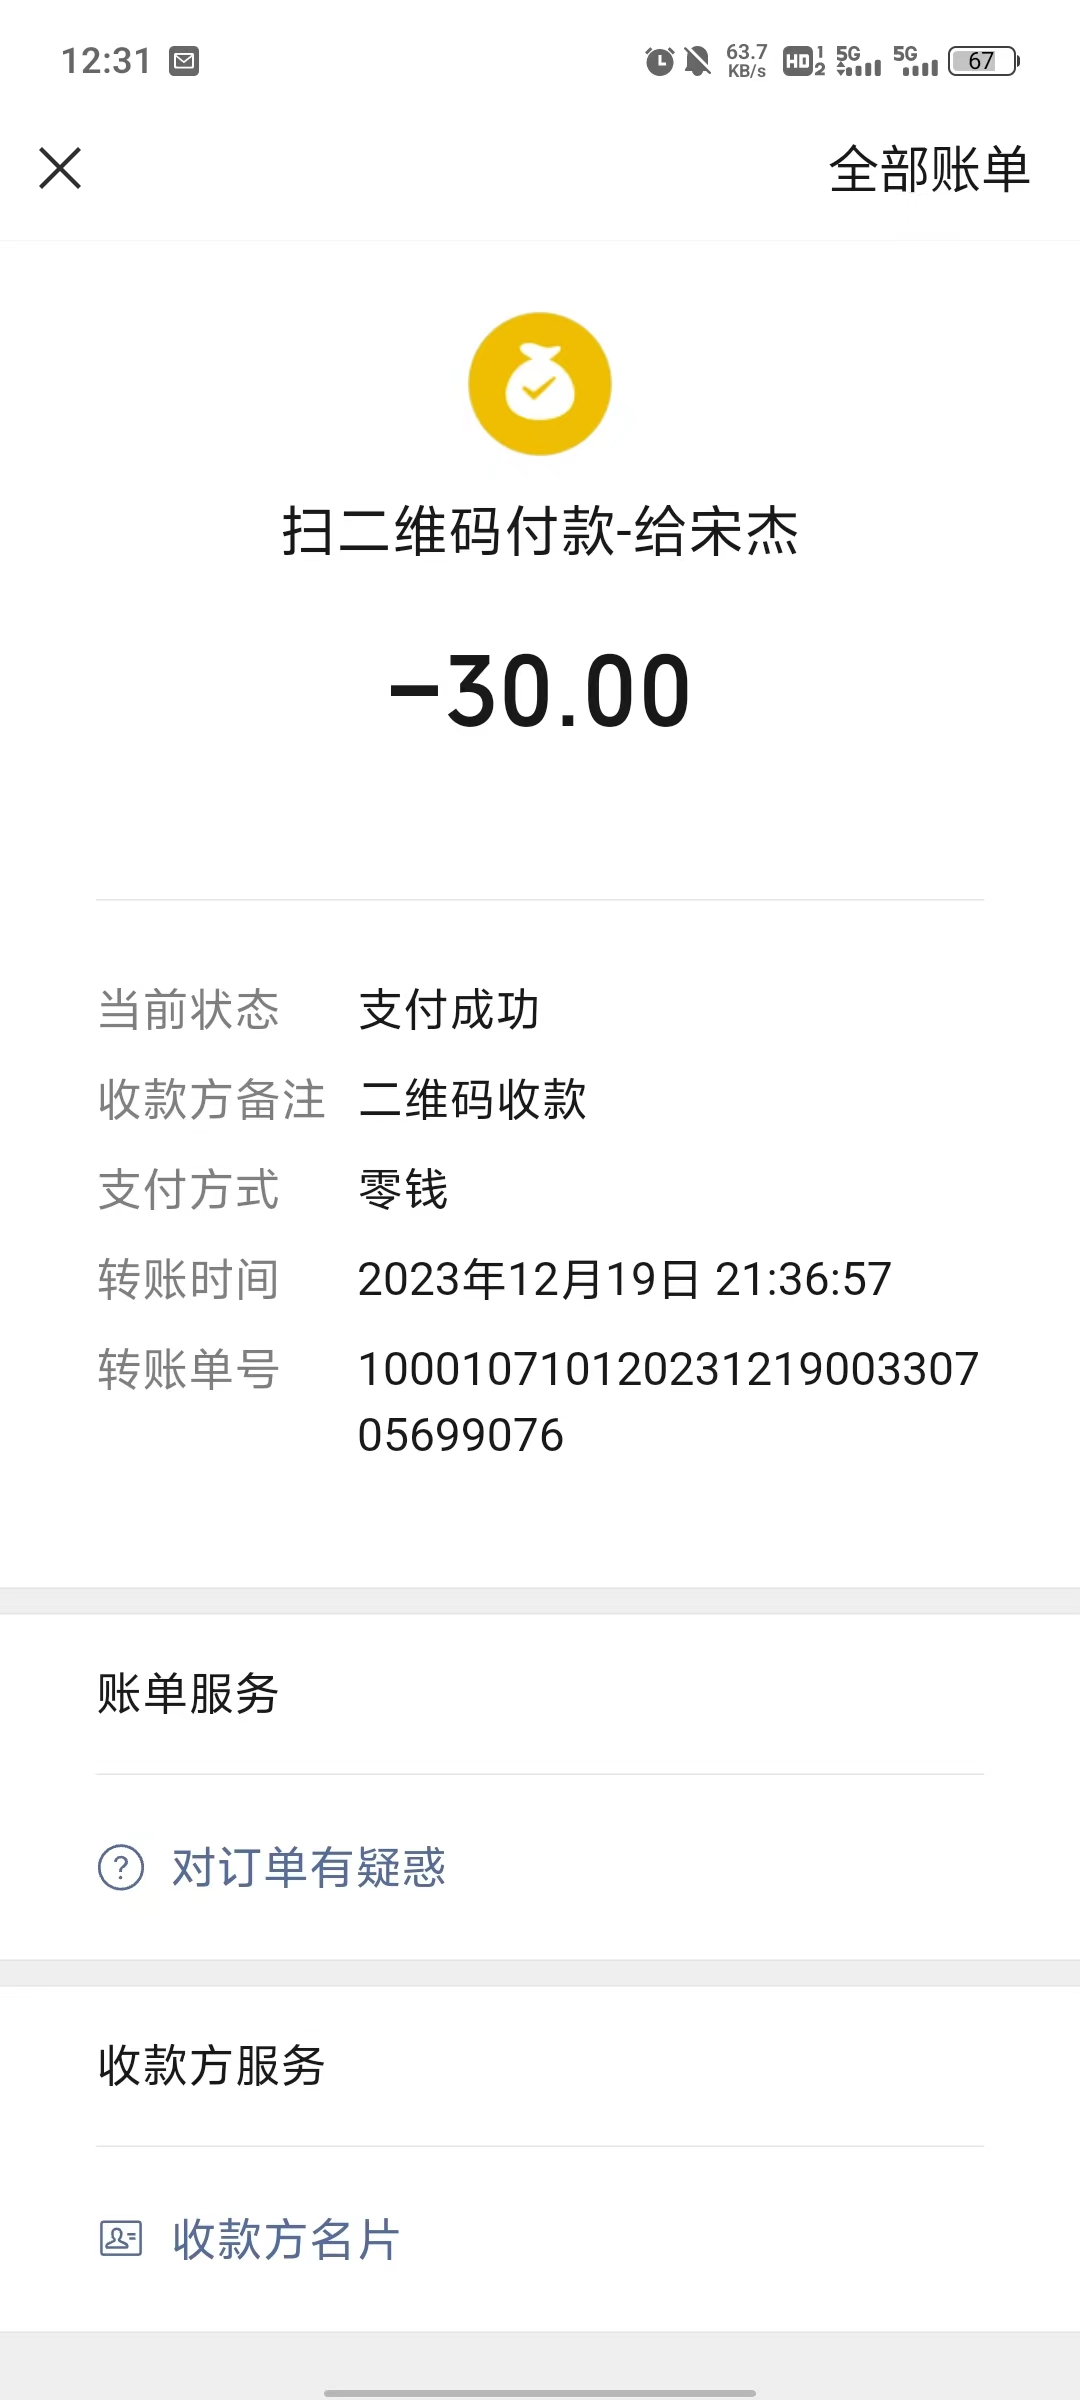 12:31 63.7 KB/s HD 1 2 5G 5G 67
全部账单
扫二维码付款-给宋杰
-30.00
当前状态 支付成功
收款方备注 二维码收款
支付方式 零钱
转账时间 2023年12月19日 21:36:57
转账单号 100010710120231219003307
05699076
账单服务
? 对订单有疑惑
收款方服务
收款方名片